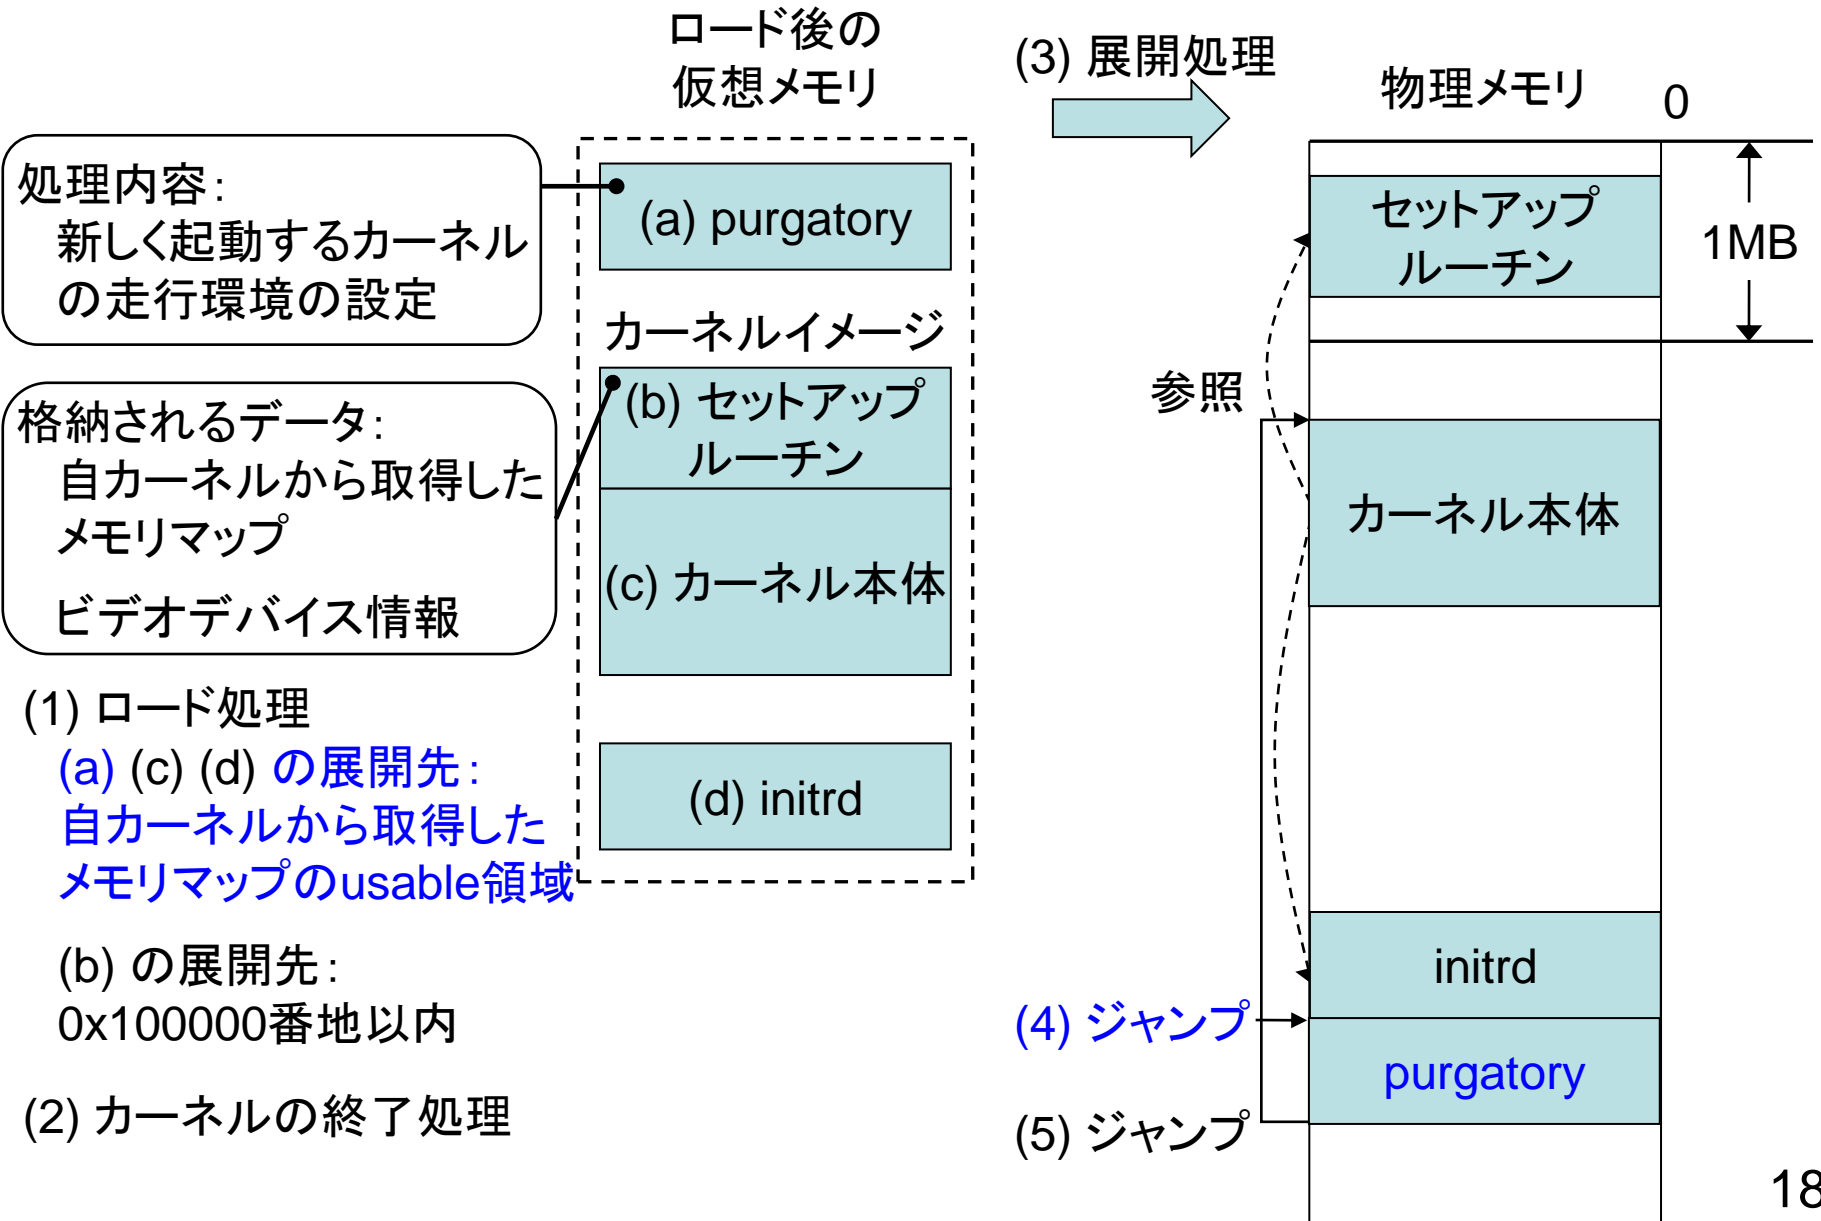 ロード後の
仮想メモリ
処理内容：
新しく起動するカーネル
の走行環境の設定
(a) purgatory
カーネルイメージ
格納されるデータ：
自カーネルから取得した
メモリマップ
ビデオデバイス情報
(b) セットアップ
ルーチン
(c) カーネル本体
(d) initrd
(1) ロード処理
(a) (c) (d) の展開先：
自カーネルから取得した
メモリマップのusable領域
(b) の展開先：
0x100000番地以内
(2) カーネルの終了処理
(3) 展開処理
物理メモリ
0
セットアップ
ルーチン
1MB
参照
カーネル本体
initrd
(4) ジャンプ
purgatory
(5) ジャンプ
18